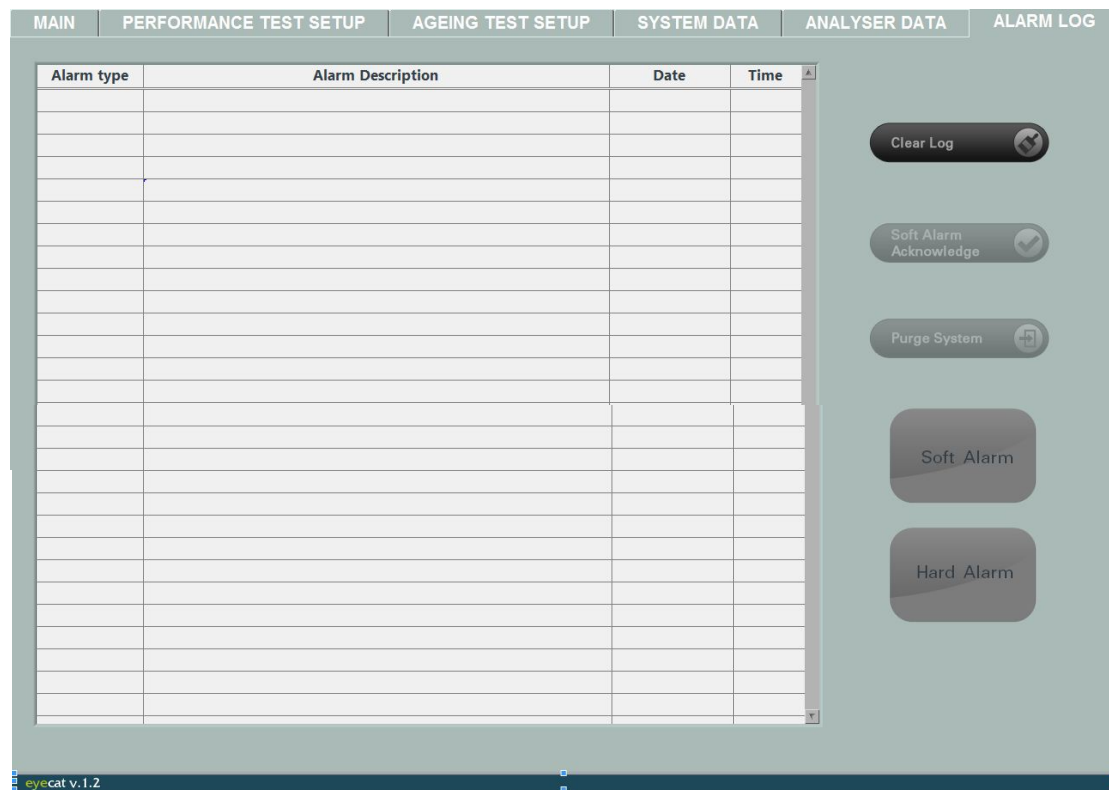 MAIN PERFORMANCE TEST SETUP AGEING TEST SETUP SYSTEM DATA ANALYSER DATA ALARM LOG
Alarm type Alarm Description Date Time
Clear Log
Soft Alarm
Acknowledge
Purge System
Soft Alarm
Hard Alarm
eyecat v.1.2